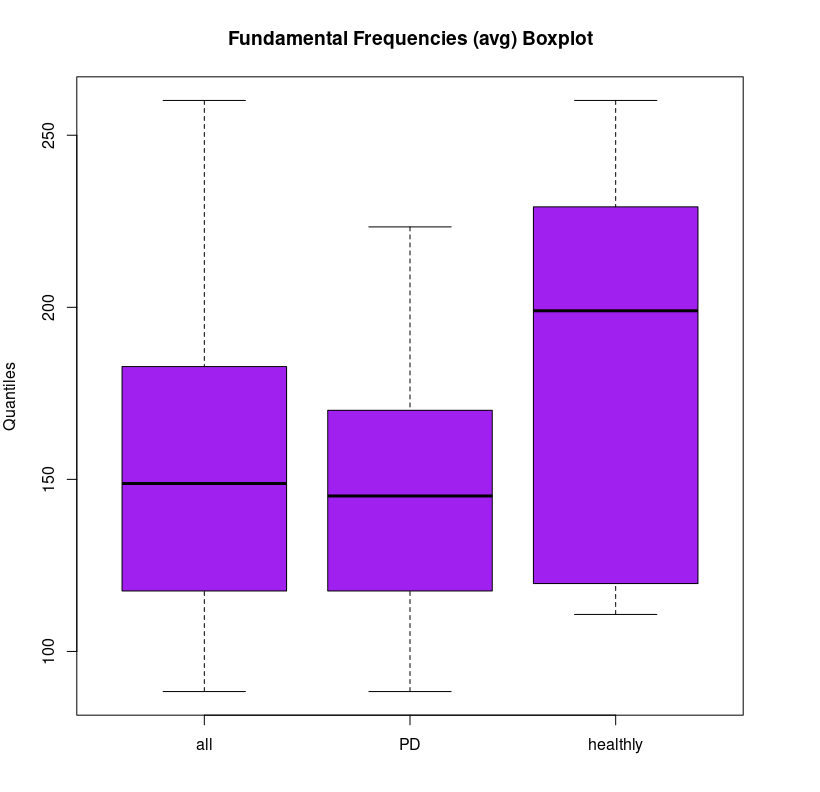 Fundamental Frequencies (avg) Boxplot
Quantiles
250
200
150
100
all PD healthly